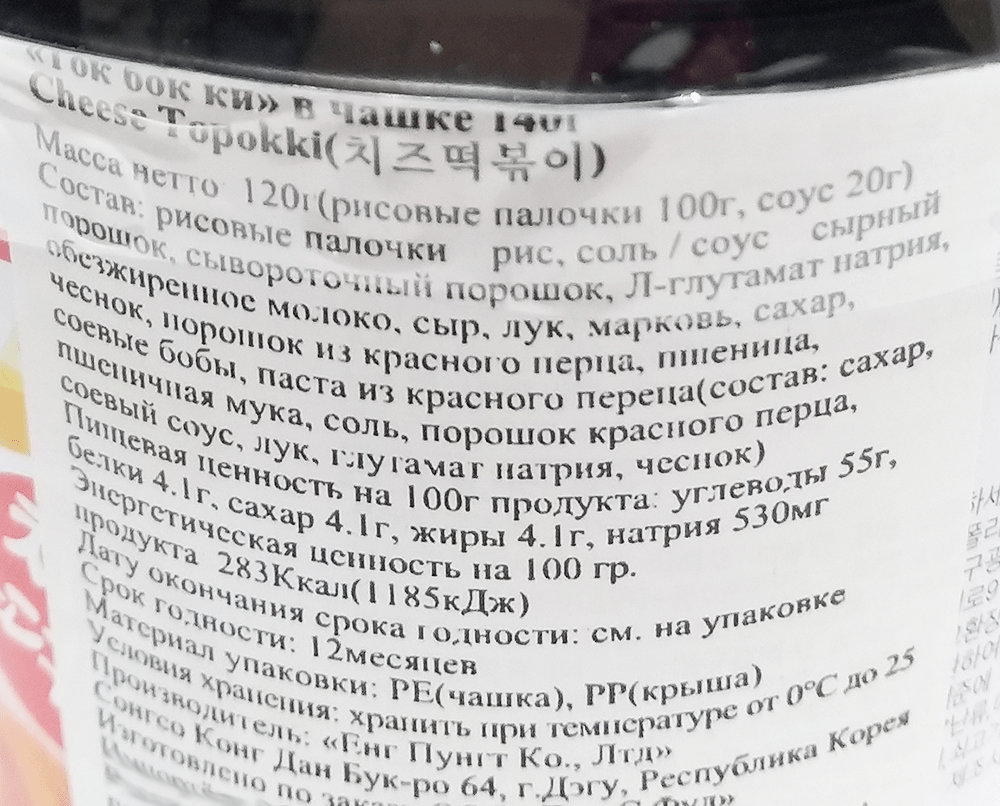 «Ток бок ки» в чашке 140г
Cheese Topokki(치즈떡볶이)
Масса нетто 120г(рисовые палочки 100г, соус 20г)
Состав: рисовые палочки рис, соль / соус сырный
порошок, сывороточный порошок, Л-глутамат натрия,
обезжиренное молоко, сыр, лук, марковь, сахар,
чеснок, порошок из красного перца, пшеница,
соевые бобы, паста из красного переца(состав: сахар,
пшеничная мука, соль, порошок красного перца,
соевый соус, лук, глутамат натрия, чеснок)
Пищевая ценность на 100г продукта: углеводы 55г,
белки 4.1г, сахар 4.1г, жиры 4.1г, натрия 530мг
Энергетическая ценность на 100 гр.
продукта 283Ккал(1185кДж)
Дату окончания срока годности: см. на упаковке
Срок годности: 12месяцев
Материал упаковки: PE(чашка), PP(крыша)
Условия хранения: хранить при температуре от 0°C до 25
Производитель: «Енг Пунгт Ко., Лтд»
Сонгсо Конг Дан Бук-ро 64, г.Дэгу, Республика Корея
Изготовлено по